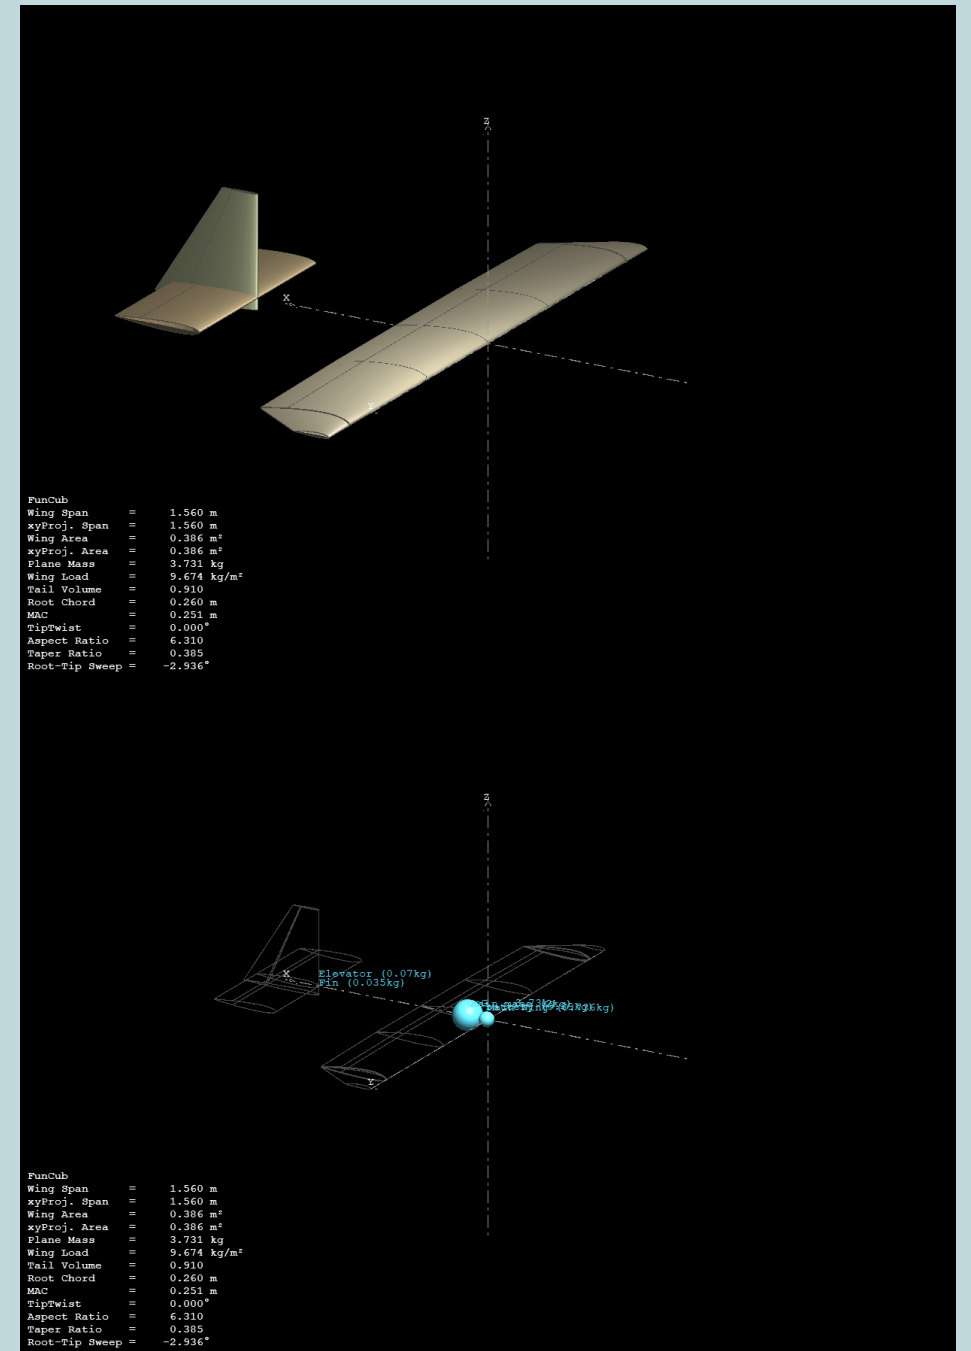 Z
X
Y
FunCub
Wing Span = 1.560 m
xyProj. Span = 1.560 m
Wing Area = 0.386 m²
xyProj. Area = 0.386 m²
Plane Mass = 3.731 kg
Wing Load = 9.674 kg/m²
Tail Volume = 0.910
Root Chord = 0.260 m
MAC = 0.251 m
TipTwist = 0.000°
Aspect Ratio = 6.310
Taper Ratio = 0.385
Root-Tip Sweep = -2.936°
Z
X
Elevator (0.07kg)
Fin (0.035kg)
Y
FunCub
Wing Span = 1.560 m
xyProj. Span = 1.560 m
Wing Area = 0.386 m²
xyProj. Area = 0.386 m²
Plane Mass = 3.731 kg
Wing Load = 9.674 kg/m²
Tail Volume = 0.910
Root Chord = 0.260 m
MAC = 0.251 m
TipTwist = 0.000°
Aspect Ratio = 6.310
Taper Ratio = 0.385
Root-Tip Sweep = -2.936°